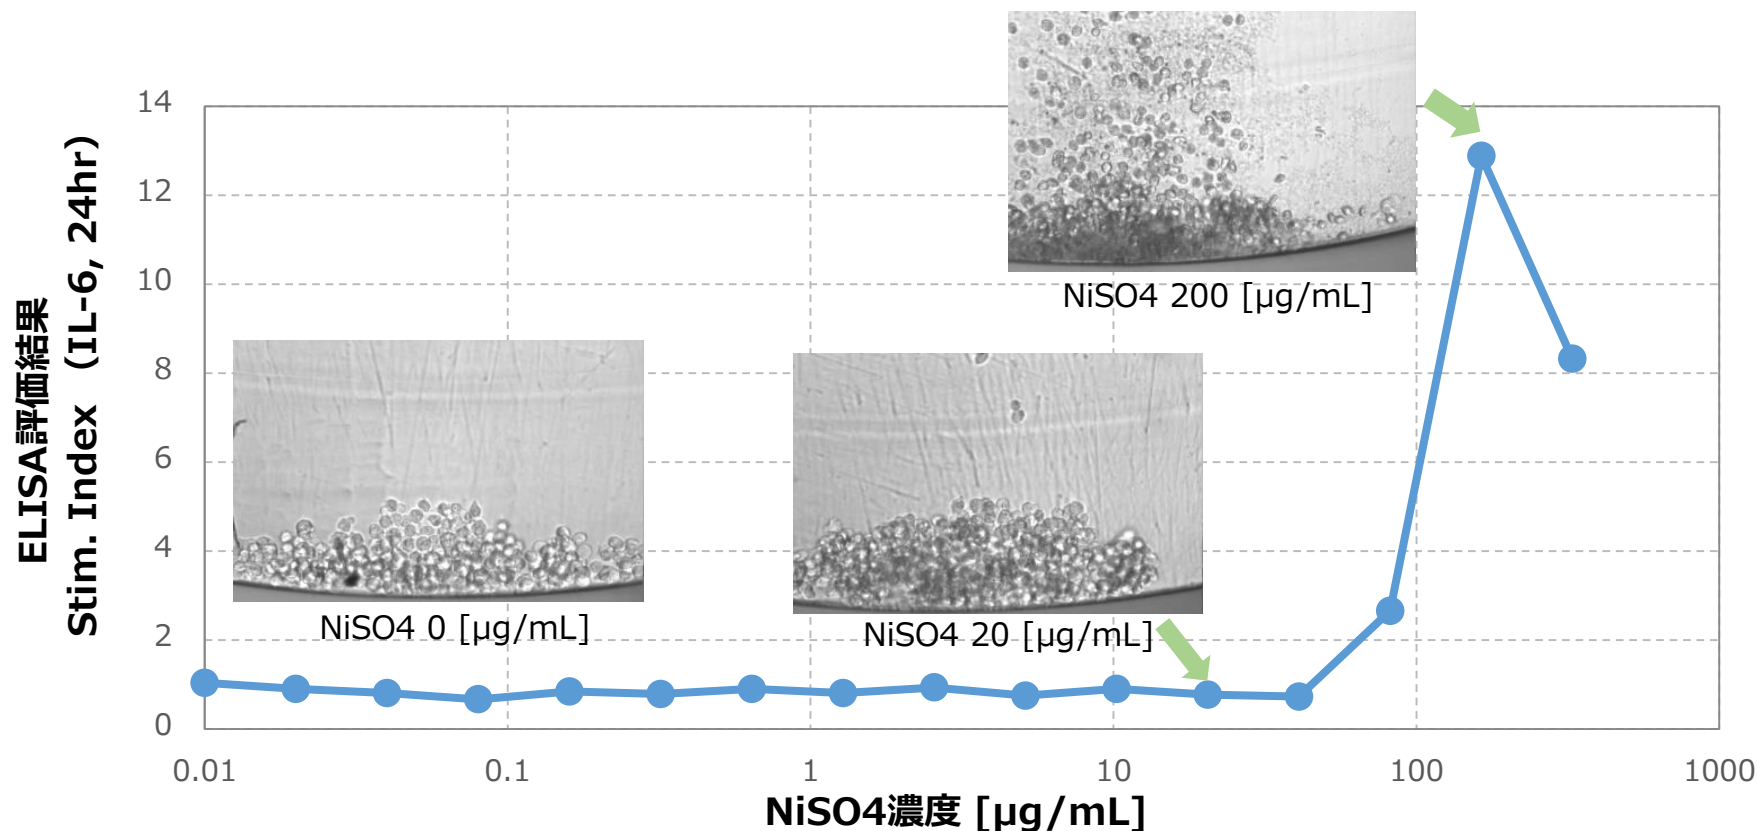 ELISA評価結果
Stim. Index （IL-6, 24hr）
14
12
10
8
6
4
2
0
NiSO4 200 [µg/mL]
NiSO4 0 [µg/mL]
NiSO4 20 [µg/mL]
0.01 0.1 1 10 100 1000
NiSO4濃度 [µg/mL]